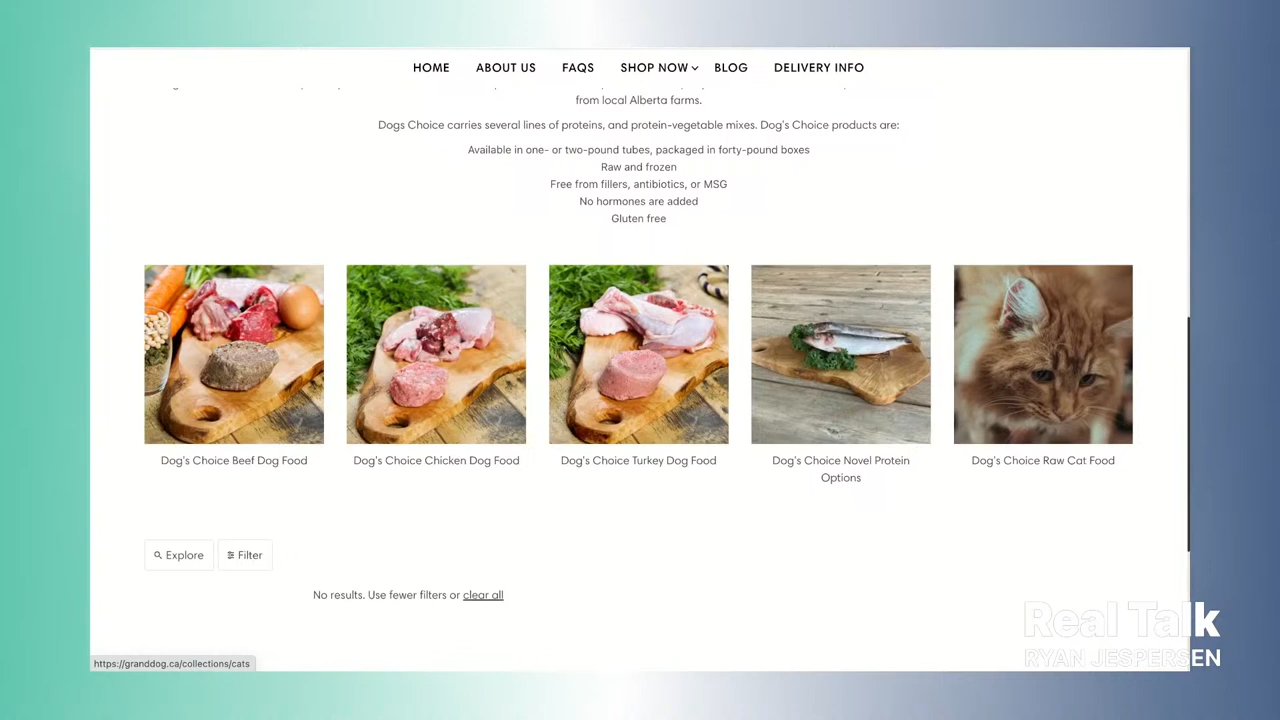 HOME ABOUT US FAQS SHOP NOW BLOG DELIVERY INFO
from local Alberta farms.
Dogs Choice carries several lines of proteins, and protein-vegetable mixes. Dog's Choice products are:
Available in one- or two-pound tubes, packaged in forty-pound boxes
Raw and frozen
Free from fillers, antibiotics, or MSG
No hormones are added
Gluten free
Dog's Choice Beef Dog Food
Dog's Choice Chicken Dog Food
Dog's Choice Turkey Dog Food
Dog's Choice Novel Protein
Options
Dog's Choice Raw Cat Food
Explore Filter
No results. Use fewer filters or clear all
Real Talk
RYAN JESPERSEN
https://granddog.ca/collections/cats